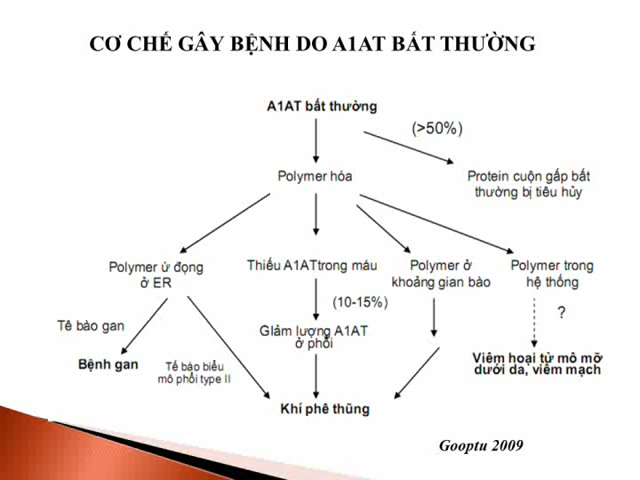 CƠ CHẾ GÂY BỆNH DO A1AT BẤT THƯỜNG
A1AT bất thường
(>50%)
Polymer hóa
Protein cuộn gấp bất
thường bị tiêu hủy
Polymer ứ đọng
ở ER
Thiếu A1ATtrong máu
Polymer ở
khoảng gian bào
Polymer trong
hệ thống
(10-15%)
?
Tế bào gan
Giảm lượng A1AT
ở phổi
Bệnh gan
Tế bào biểu
mô phổi type II
Viêm hoại tử mô mỡ
dưới da, viêm mạch
Khí phê thũng
Gooptu 2009